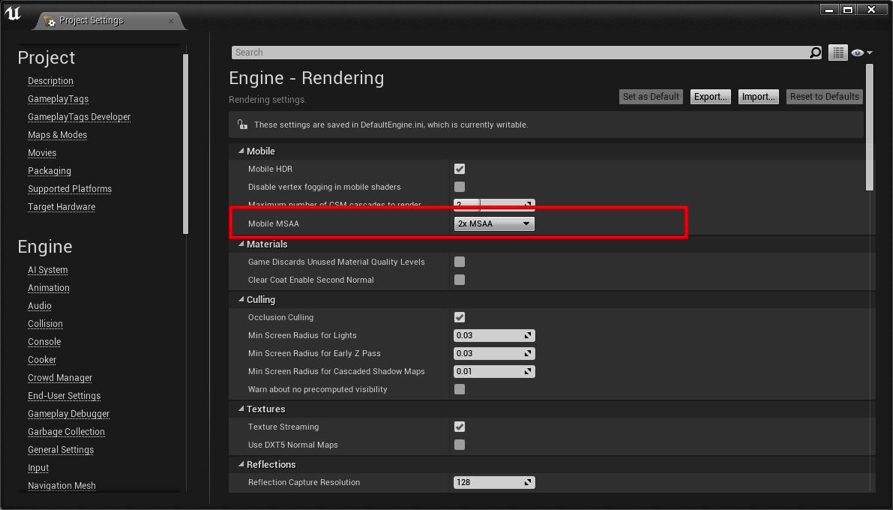 Project Settings
Project
Description
GameplayTags
GameplayTags Developer
Maps & Modes
Movies
Packaging
Supported Platforms
Target Hardware
Engine
AI System
Animation
Audio
Collision
Console
Cooker
Crowd Manager
End-User Settings
Gameplay Debugger
Garbage Collection
General Settings
Input
Navigation Mesh
Search
Engine - Rendering
Rendering settings.
Set as Default Export... Import... Reset to Defaults
These settings are saved in DefaultEngine.ini, which is currently writable.
Mobile
Mobile HDR
Disable vertex fogging in mobile shaders
Maximum number of CSM cascades to render 2
Mobile MSAA 2x MSAA
Materials
Game Discards Unused Material Quality Levels
Clear Coat Enable Second Normal
Culling
Occlusion Culling
Min Screen Radius for Lights 0.03
Min Screen Radius for Early Z Pass 0.03
Min Screen Radius for Cascaded Shadow Maps 0.01
Warn about no precomputed visibility
Textures
Texture Streaming
Use DXT5 Normal Maps
Reflections
Reflection Capture Resolution 128